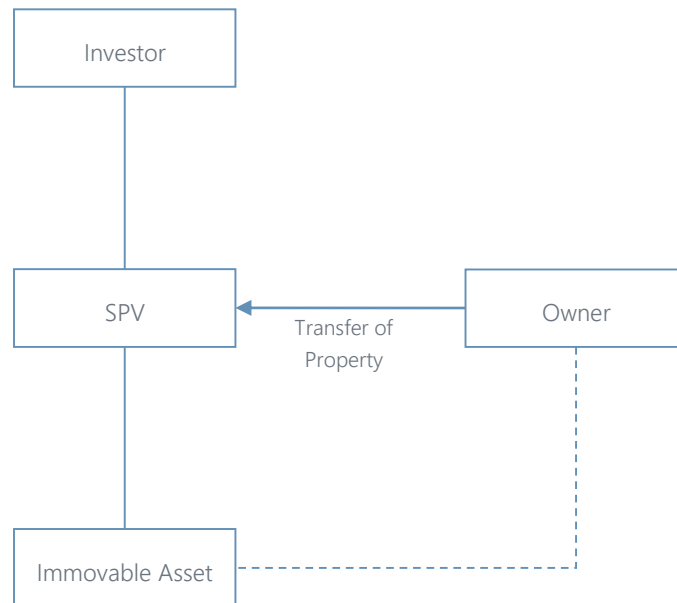 Investor
SPV
Transfer of
Property
Owner
Immovable Asset